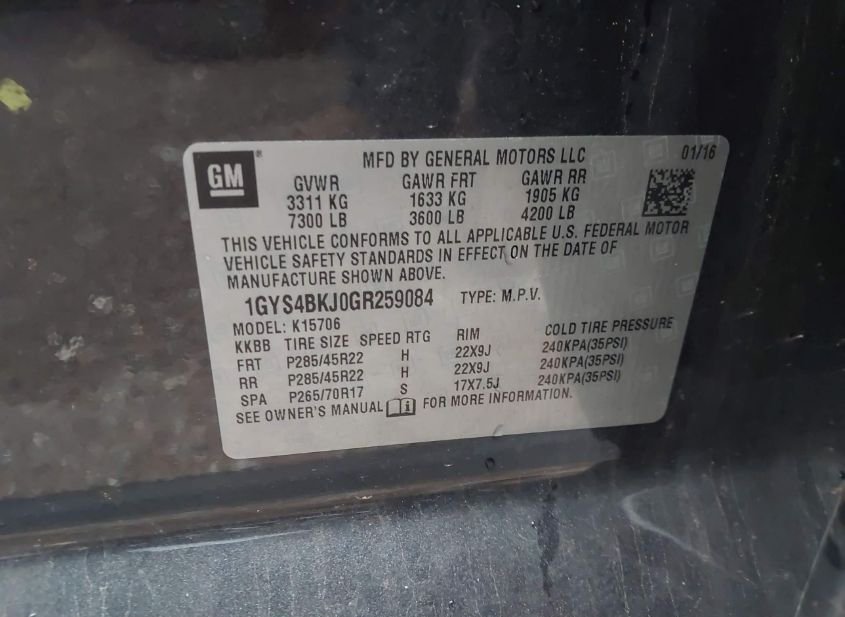 GM
MFD BY GENERAL MOTORS LLC 01/16
GVWR GAWR FRT GAWR RR
3311 KG 1633 KG 1905 KG
7300 LB 3600 LB 4200 LB
THIS VEHICLE CONFORMS TO ALL APPLICABLE U.S. FEDERAL MOTOR
VEHICLE SAFETY STANDARDS IN EFFECT ON THE DATE OF
MANUFACTURE SHOWN ABOVE.
1GYS4BKJ0GR259084 TYPE: M.P.V.
MODEL: K15706
KKBB TIRE SIZE SPEED RTG RIM COLD TIRE PRESSURE
FRT P285/45R22 H 22X9J 240KPA(35PSI)
RR P285/45R22 H 22X9J 240KPA(35PSI)
SPA P265/70R17 S 17X7.5J 240KPA(35PSI)
SEE OWNER'S MANUAL FOR MORE INFORMATION.